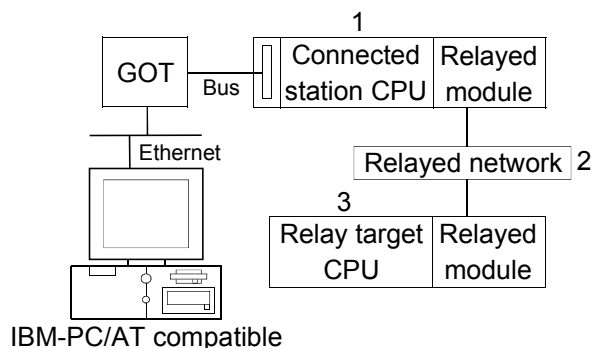 1
GOT
Bus
Connected
station CPU
Relayed
module
Ethernet
Relayed network
2
3
Relay target
CPU
Relayed
module
IBM-PC/AT compatible